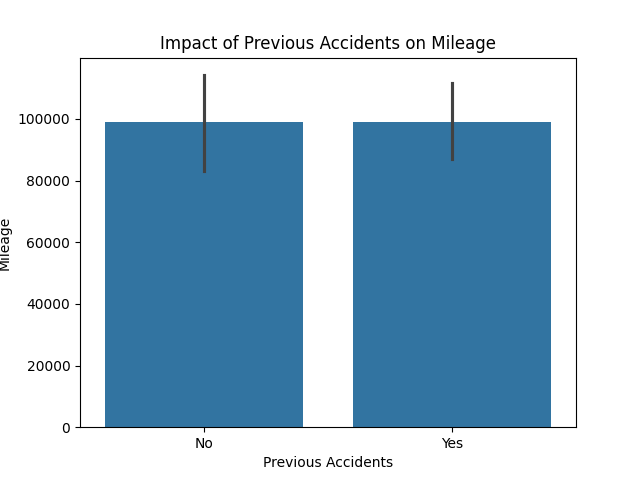 Impact of Previous Accidents on Mileage
100000
80000
60000
40000
20000
0
Mileage
No Yes
Previous Accidents